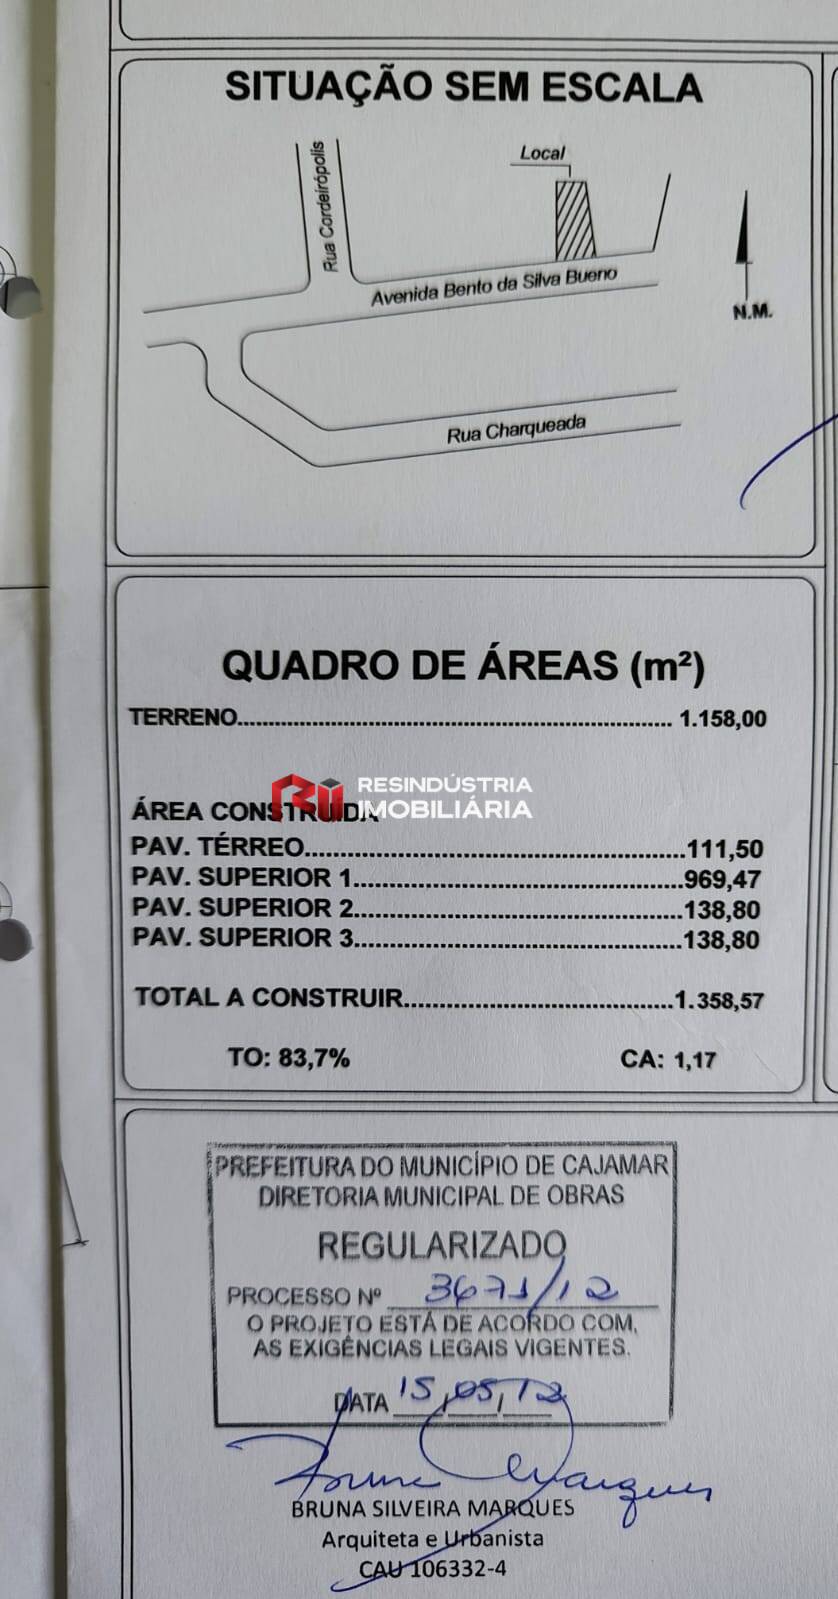 SITUAÇÃO SEM ESCALA
Rua Cordeirópolis
Local
Avenida Bento da Silva Bueno
N.M.
Rua Charqueada
QUADRO DE ÁREAS (m²)
TERRENO........................................................................ 1.158,00
RESINDÚSTRIA
IMOBILIÁRIA
ÁREA CONSTRUIDA
PAV. TÉRREO..............................................................111,50
PAV. SUPERIOR 1......................................................969,47
PAV. SUPERIOR 2......................................................138,80
PAV. SUPERIOR 3......................................................138,80
TOTAL A CONSTRUIR............................................1.358,57
TO: 83,7% CA: 1,17
PREFEITURA DO MUNICÍPIO DE CAJAMAR
DIRETORIA MUNICIPAL DE OBRAS
REGULARIZADO
PROCESSO Nº 3671/12
O PROJETO ESTÁ DE ACORDO COM,
AS EXIGÊNCIAS LEGAIS VIGENTES.
DATA 15/05/12
Bruna Marques
BRUNA SILVEIRA MARQUES
Arquiteta e Urbanista
CAU 106332-4